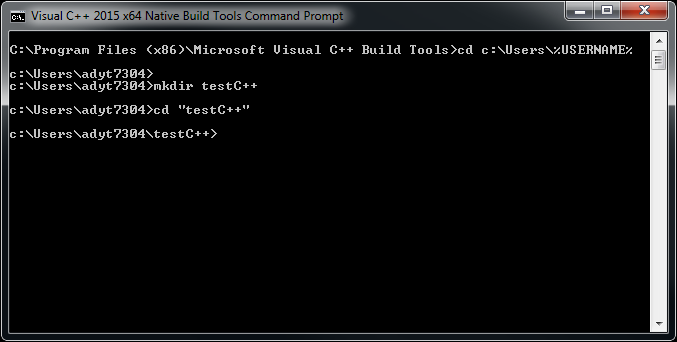 Visual C++ 2015 x64 Native Build Tools Command Prompt
C:\Program Files (x86)\Microsoft Visual C++ Build Tools>cd c:\Users\%USERNAME%
c:\Users\adyt7304>
c:\Users\adyt7304>mkdir testC++
c:\Users\adyt7304>cd "testC++"
c:\Users\adyt7304\testC++>